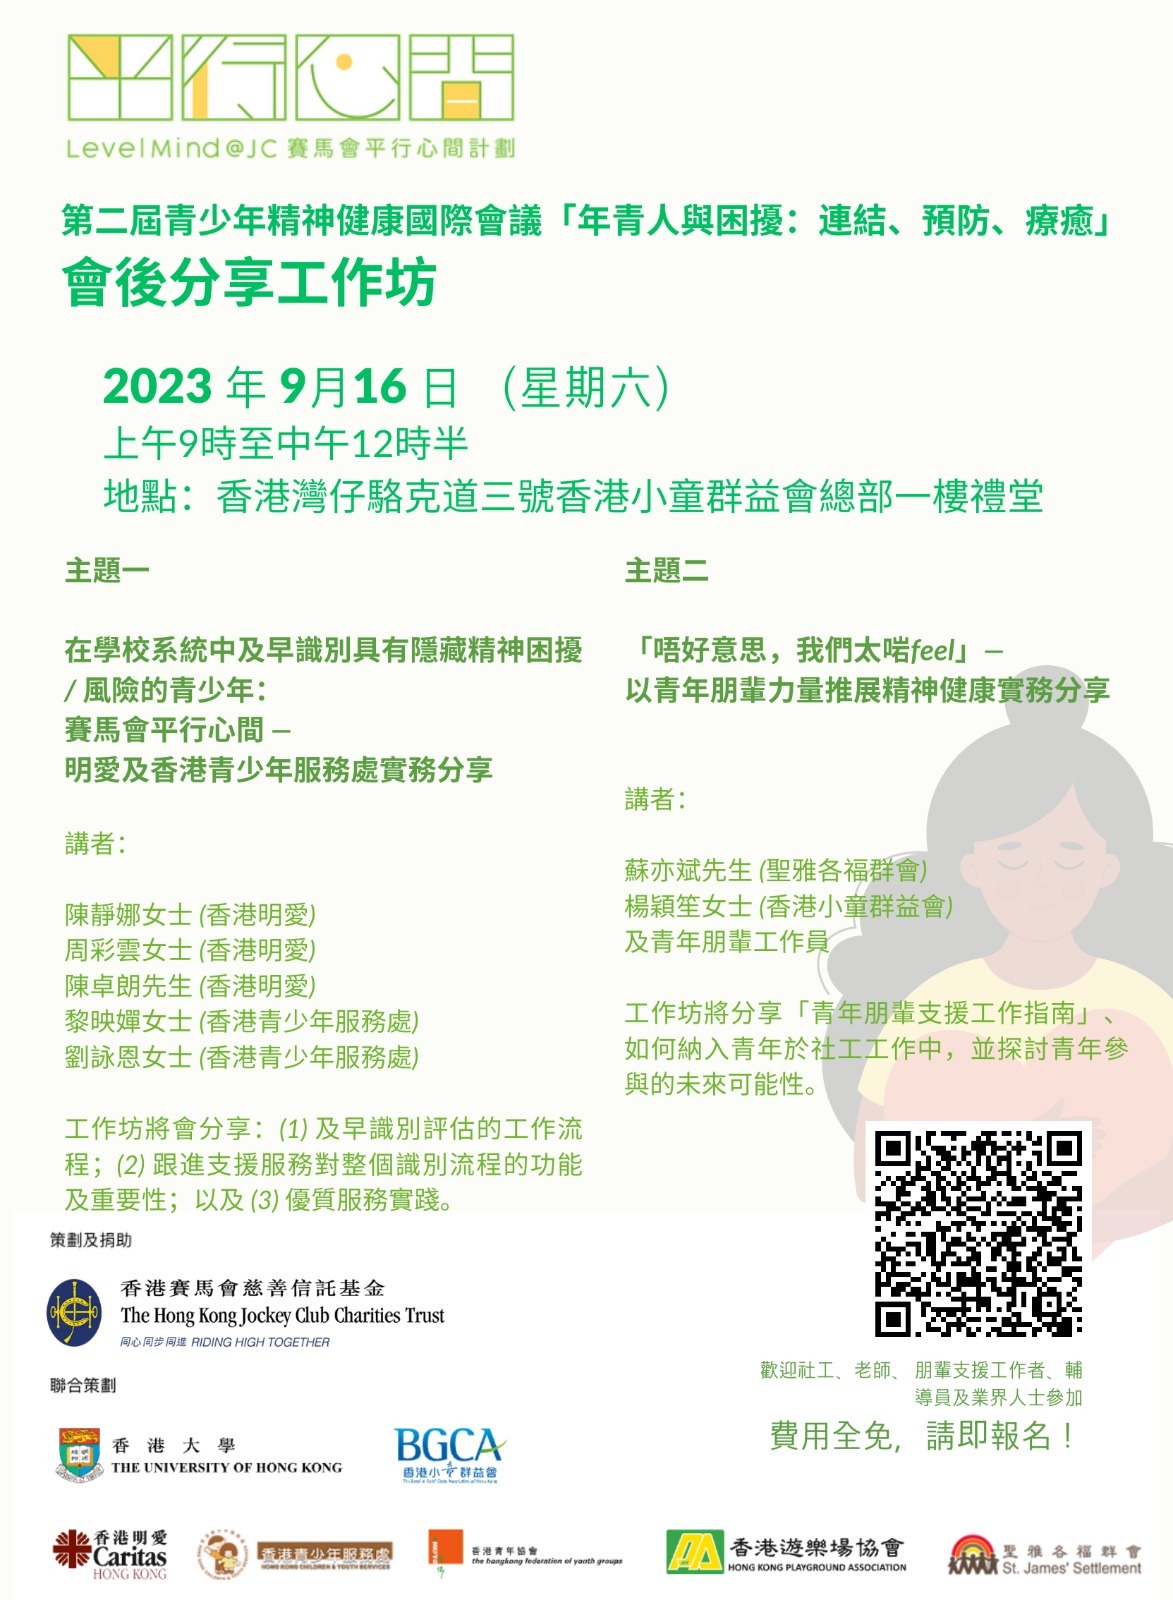 平行心間
LevelMind@JC 賽馬會平行心間計劃
第二屆青少年精神健康國際會議「年青人與困擾：連結、預防、療癒」
會後分享工作坊
2023 年 9月16 日 （星期六）
上午9時至中午12時半
地點：香港灣仔駱克道三號香港小童群益會總部一樓禮堂
主題一
在學校系統中及早識別具有隱藏精神困擾
/ 風險的青少年：
賽馬會平行心間 –
明愛及香港青少年服務處實務分享
講者：
陳靜娜女士 (香港明愛)
周彩雲女士 (香港明愛)
陳卓朗先生 (香港明愛)
黎映嬋女士 (香港青少年服務處)
劉詠恩女士 (香港青少年服務處)
工作坊將會分享：(1) 及早識別評估的工作流
程；(2) 跟進支援服務對整個識別流程的功能
及重要性；以及 (3) 優質服務實踐。
主題二
「唔好意思，我們太啱feel」–
以青年朋輩力量推展精神健康實務分享
講者：
蘇亦斌先生 (聖雅各福群會)
楊穎笙女士 (香港小童群益會)
及青年朋輩工作員
工作坊將分享「青年朋輩支援工作指南」、
如何納入青年於社工工作中，並探討青年參
與的未來可能性。
歡迎社工、老師、 朋輩支援工作者、輔
導員及業界人士參加
費用全免，請即報名！
策劃及捐助
香港賽馬會慈善信託基金
The Hong Kong Jockey Club Charities Trust
同心同步同進 RIDING HIGH TOGETHER
聯合策劃
香港大學
THE UNIVERSITY OF HONG KONG
BGCA
香港小童群益會
香港明愛
Caritas
HONG KONG
香港青少年服務處
HONG KONG CHILDREN & YOUTH SERVICES
香港青年協會
the hongkong federation of youth groups
香港遊樂場協會
HONG KONG PLAYGROUND ASSOCIATION
聖雅各福群會
St. James' Settlement